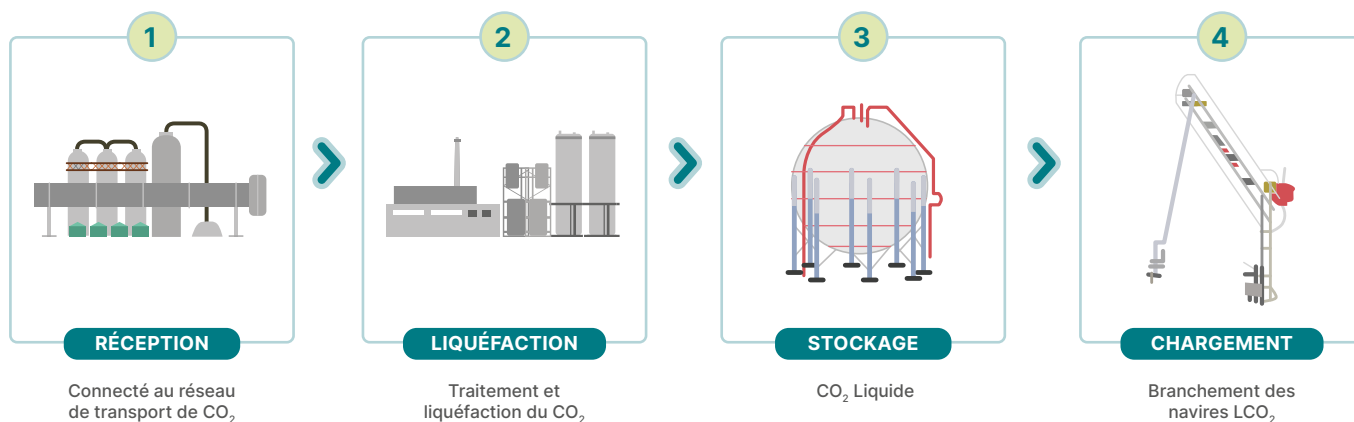 1
RÉCEPTION
Connecté au réseau
de transport de CO₂
2
LIQUÉFACTION
Traitement et
liquéfaction du CO₂
3
STOCKAGE
CO₂ Liquide
4
CHARGEMENT
Branchement des
navires LCO₂